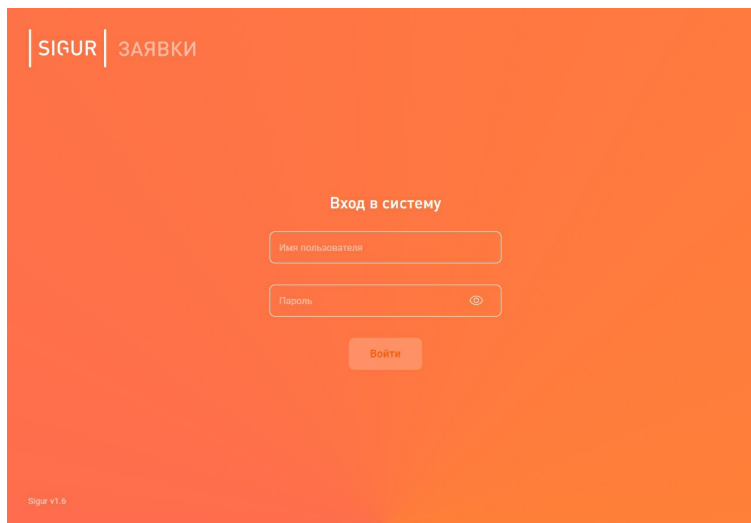 SIGUR ЗАЯВКИ
Вход в систему
Имя пользователя
Пароль
Войти
Sigur v1.6